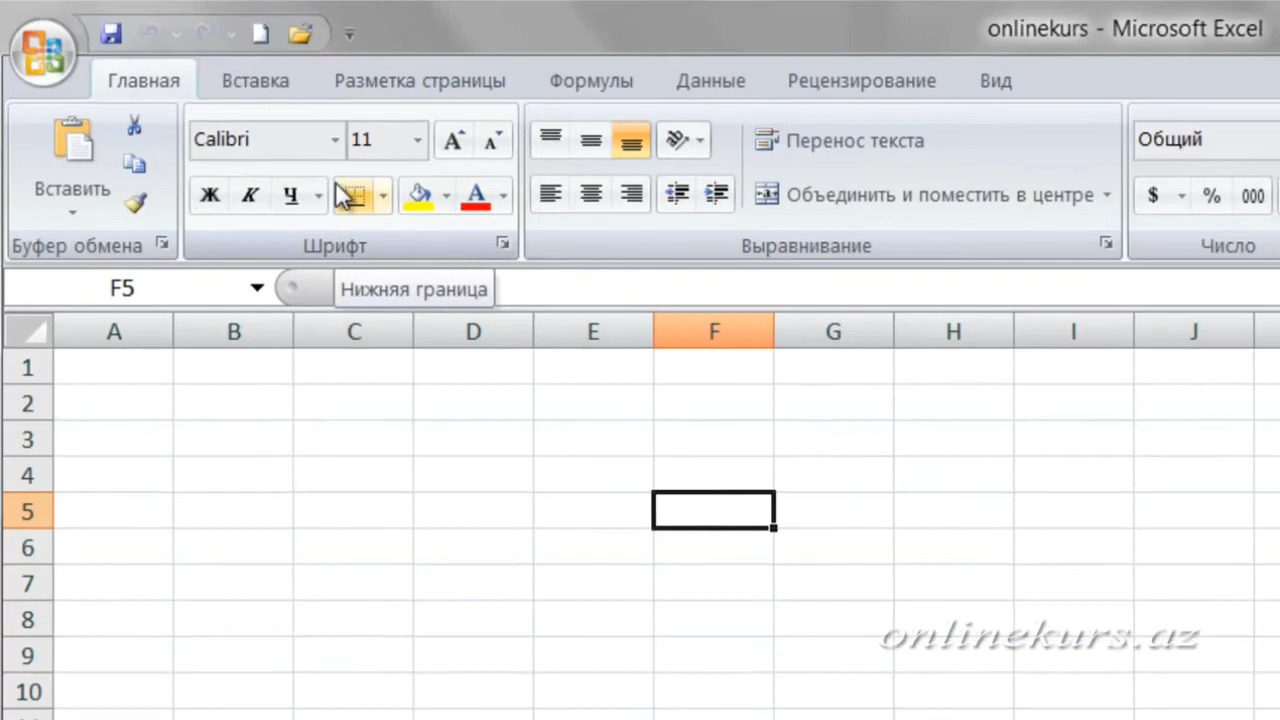 onlinekurs - Microsoft Excel
Главная Вставка Разметка страницы Формулы Данные Рецензирование Вид
Calibri 11 A A Перенос текста Общий
Вставить Ж К Ч А Объединить и поместить в центре $ % 000
Буфер обмена Шрифт Выравнивание Число
F5 Нижняя граница
A B C D E F G H I J
1
2
3
4
5
6
7
8
onlinekurs.az
9
10